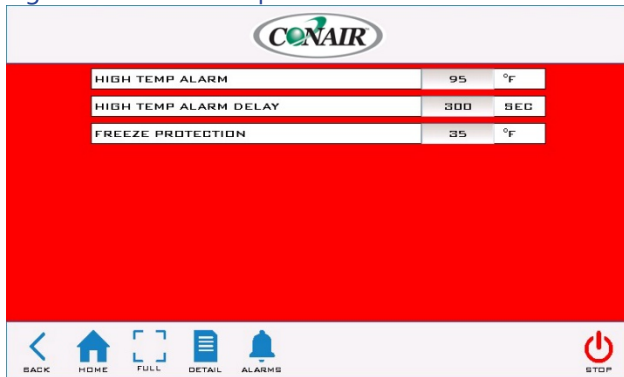 CONAIR
HIGH TEMP ALARM 95 °F
HIGH TEMP ALARM DELAY 300 SEC
FREEZE PROTECTION 35 °F
BACK HOME FULL DETAIL ALARMS STOP